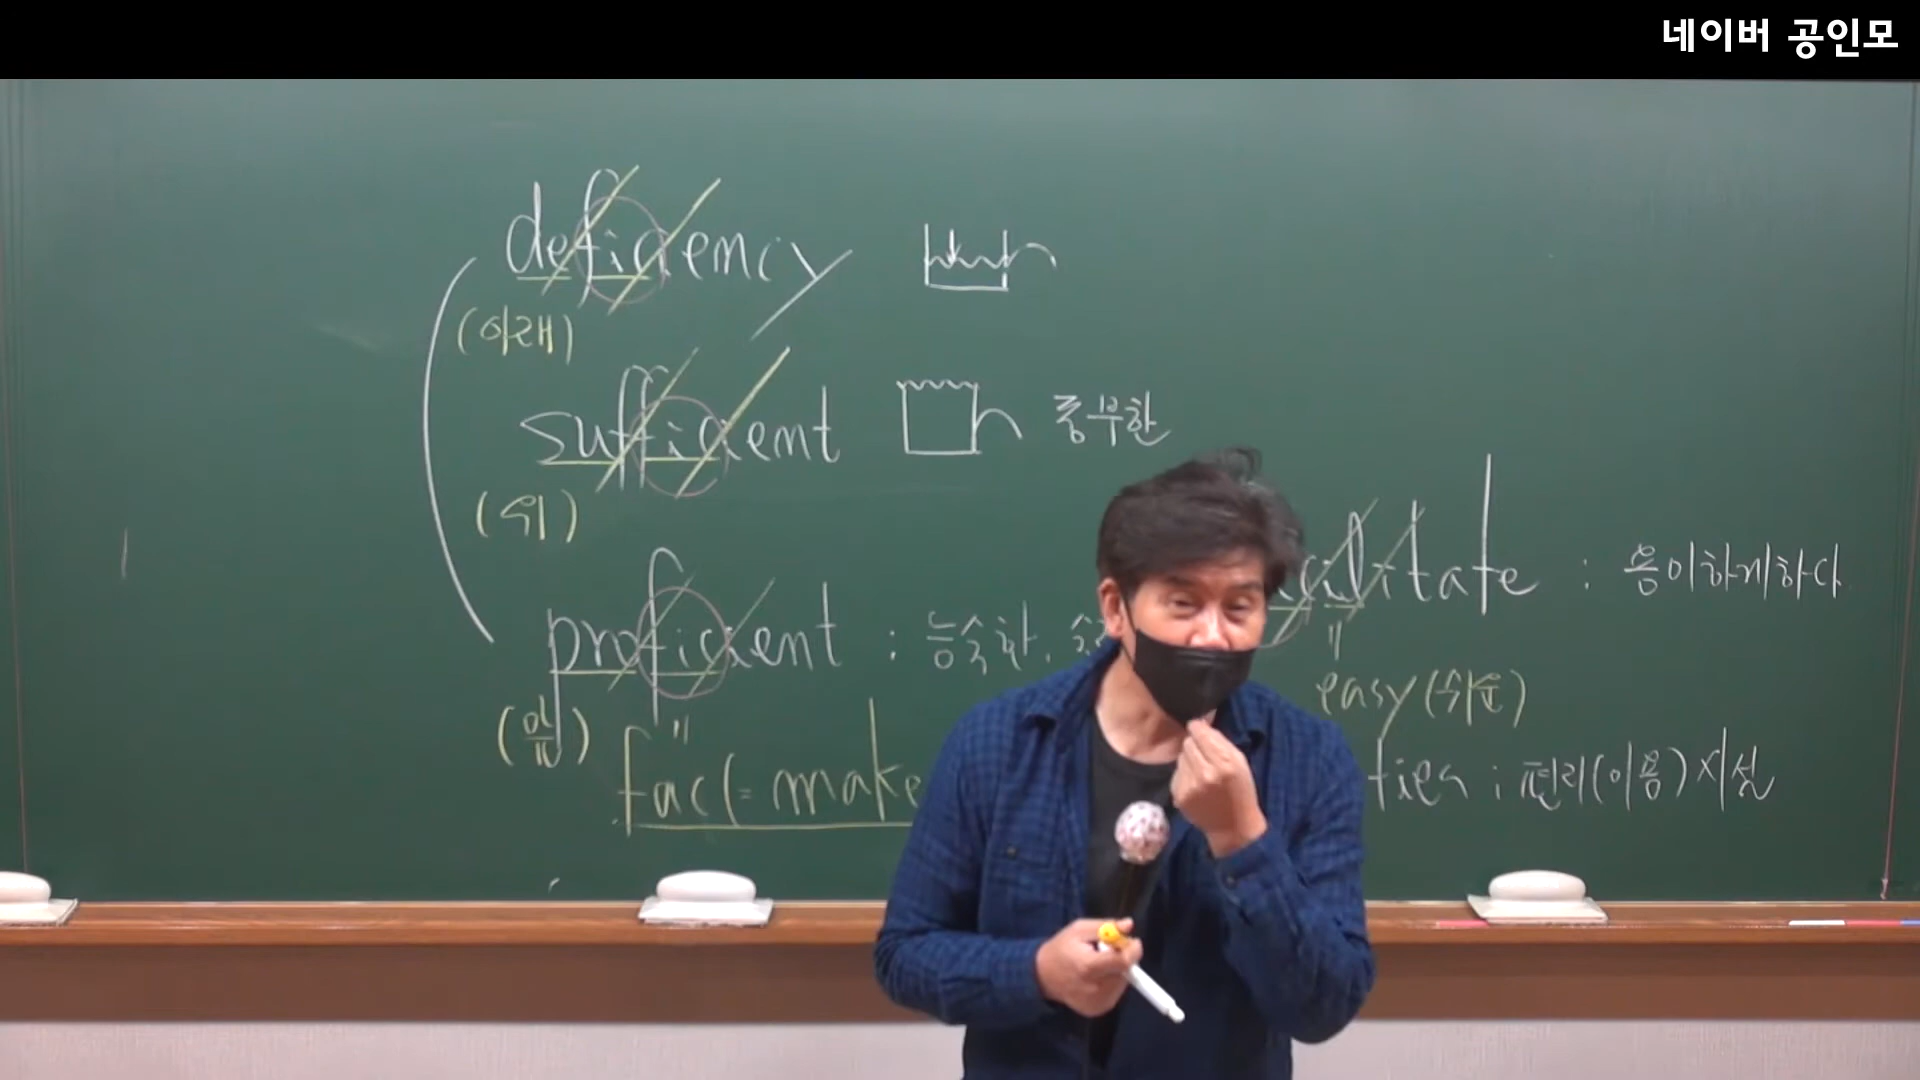 네이버 공인모
deficiency
(아래)
sufficient 충분한
(위)
proficient : 능숙한,
(앞)
fac(= make
cilitate : 용이하게하다
easy (쉬운)
ties : 편리(이용)시설